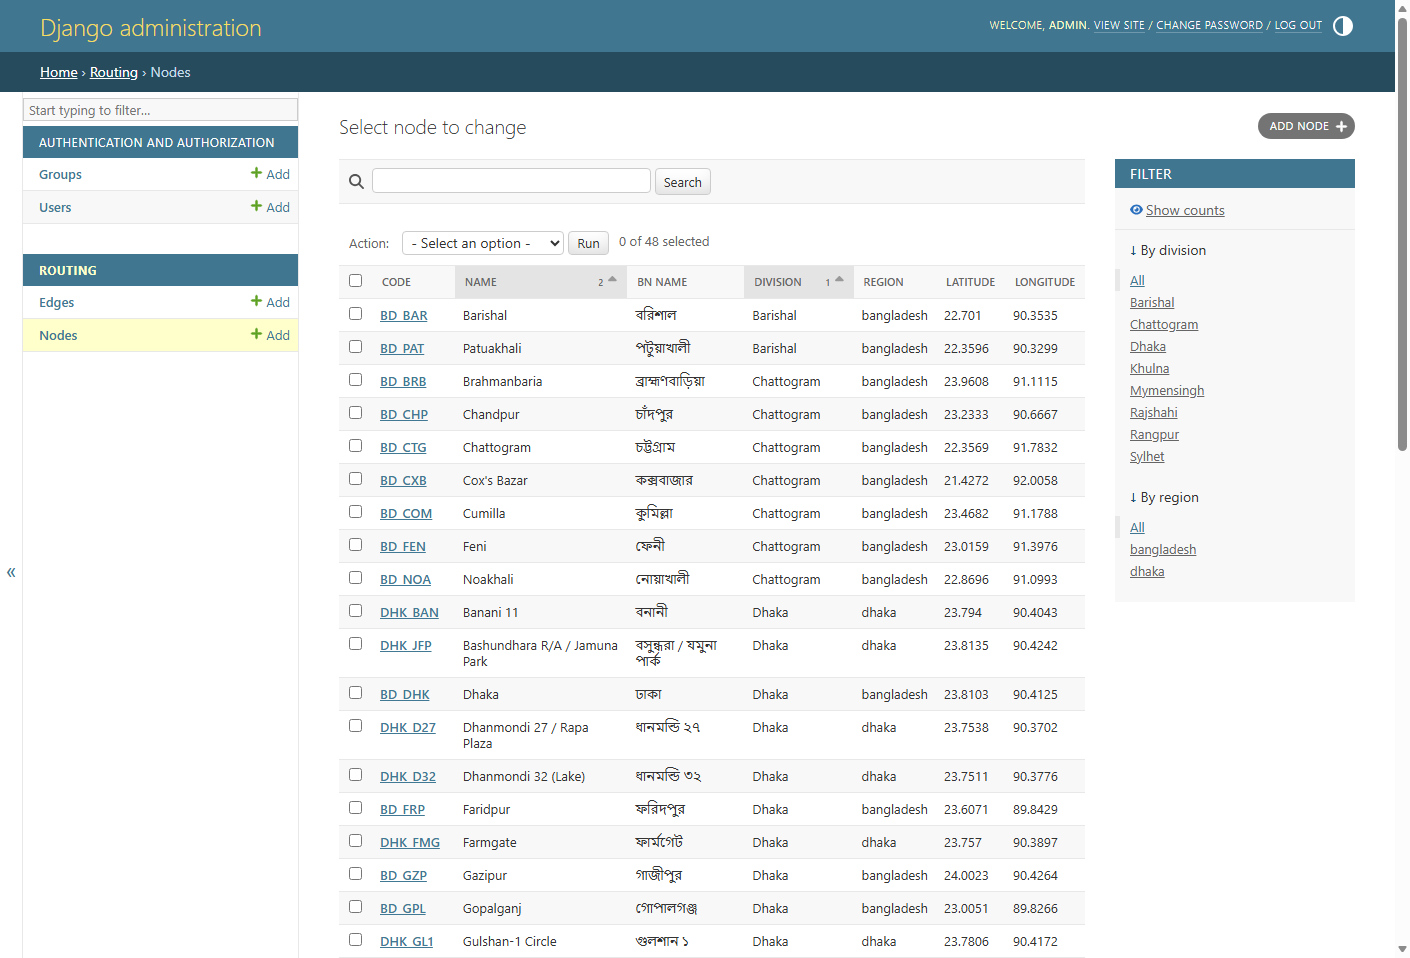 Django administration
WELCOME, ADMIN. VIEW SITE / CHANGE PASSWORD / LOG OUT
Home › Routing › Nodes
Start typing to filter...
AUTHENTICATION AND AUTHORIZATION
Groups Add
Users Add
ROUTING
Edges Add
Nodes Add
«
Select node to change
ADD NODE +
Search
Action: - Select an option - Run 0 of 48 selected
CODE NAME 2 BN NAME DIVISION 1 REGION LATITUDE LONGITUDE
BD_BAR Barishal বরিশাল Barishal bangladesh 22.701 90.3535
BD_PAT Patuakhali পটুয়াখালী Barishal bangladesh 22.3596 90.3299
BD_BRB Brahmanbaria ব্রাহ্মণবাড়িয়া Chattogram bangladesh 23.9608 91.1115
BD_CHP Chandpur চাঁদপুর Chattogram bangladesh 23.2333 90.6667
BD_CTG Chattogram চট্টগ্রাম Chattogram bangladesh 22.3569 91.7832
BD_CXB Cox's Bazar কক্সবাজার Chattogram bangladesh 21.4272 92.0058
BD_COM Cumilla কুমিল্লা Chattogram bangladesh 23.4682 91.1788
BD_FEN Feni ফেনী Chattogram bangladesh 23.0159 91.3976
BD_NOA Noakhali নোয়াখালী Chattogram bangladesh 22.8696 91.0993
DHK_BAN Banani 11 বনানী Dhaka dhaka 23.794 90.4043
DHK_JFP Bashundhara R/A / Jamuna Park বসুন্ধরা / যমুনা পার্ক Dhaka dhaka 23.8135 90.4242
BD_DHK Dhaka ঢাকা Dhaka bangladesh 23.8103 90.4125
DHK_D27 Dhanmondi 27 / Rapa Plaza ধানমন্ডি ২৭ Dhaka dhaka 23.7538 90.3702
DHK_D32 Dhanmondi 32 (Lake) ধানমন্ডি ৩২ Dhaka dhaka 23.7511 90.3776
BD_FRP Faridpur ফরিদপুর Dhaka bangladesh 23.6071 89.8429
DHK_FMG Farmgate ফার্মগেট Dhaka dhaka 23.757 90.3897
BD_GZP Gazipur গাজীপুর Dhaka bangladesh 24.0023 90.4264
BD_GPL Gopalganj গোপালগঞ্জ Dhaka bangladesh 23.0051 89.8266
DHK_GL1 Gulshan-1 Circle গুলশান ১ Dhaka dhaka 23.7806 90.4172
FILTER
Show counts
↓ By division
All
Barishal
Chattogram
Dhaka
Khulna
Mymensingh
Rajshahi
Rangpur
Sylhet
↓ By region
All
bangladesh
dhaka